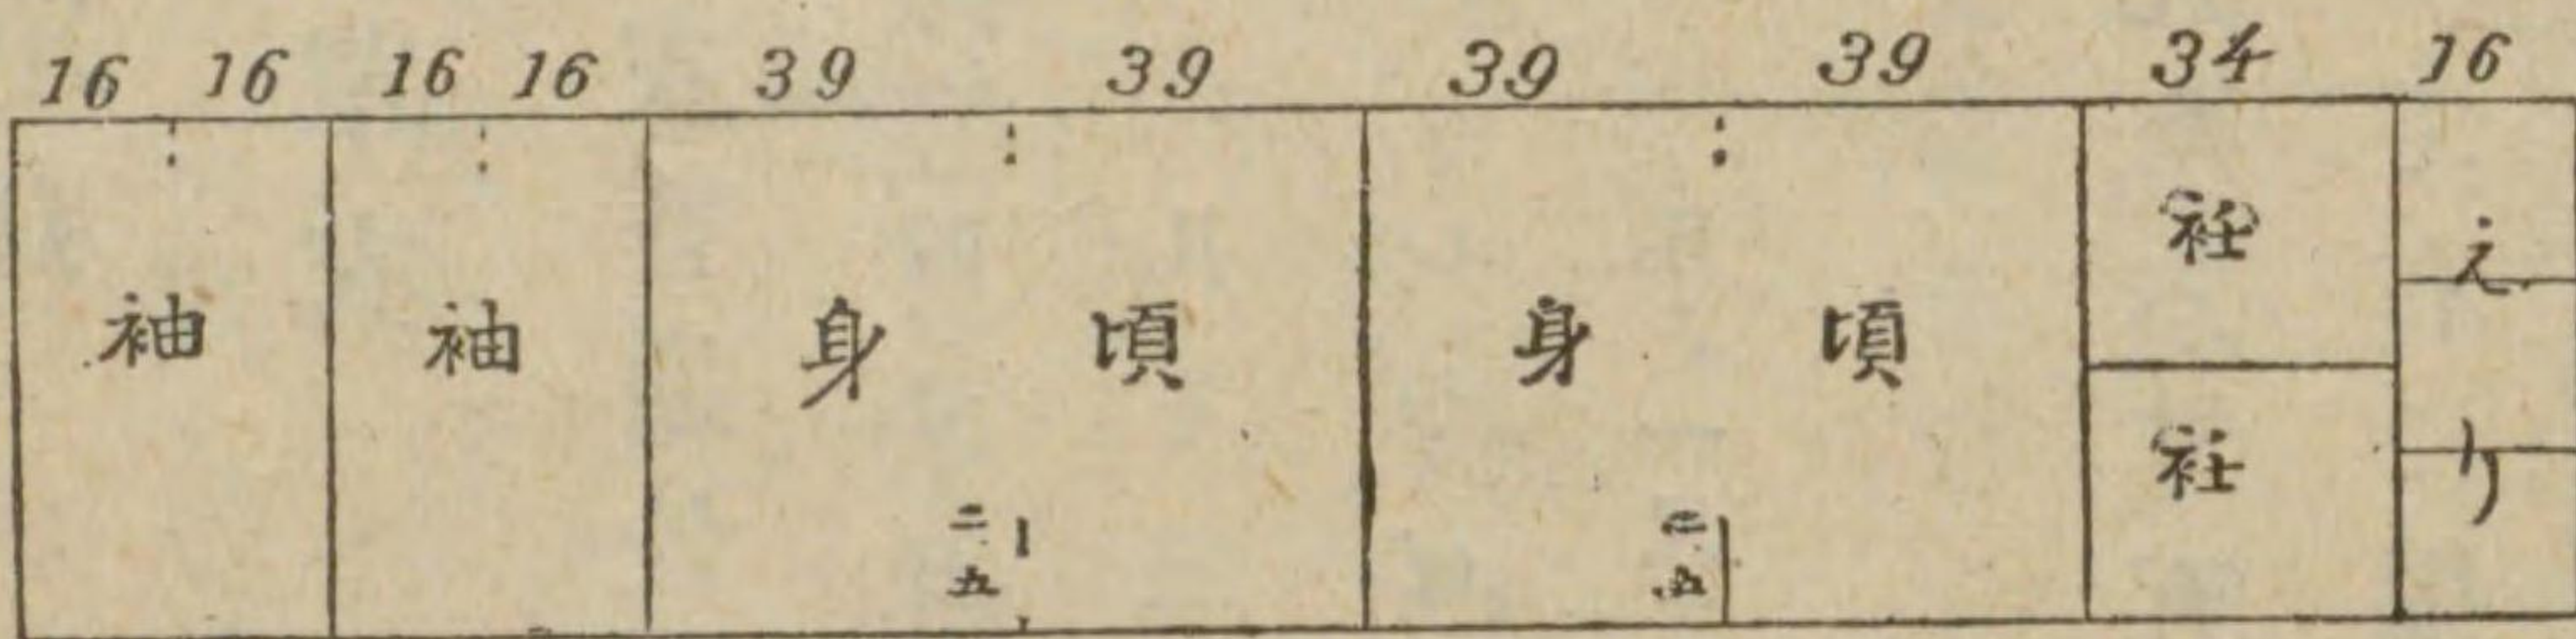 16 16 16 16 39 39 39 39 34 16
袖 袖 身頃 身頃 衽 えり
衽
二.五 二.五